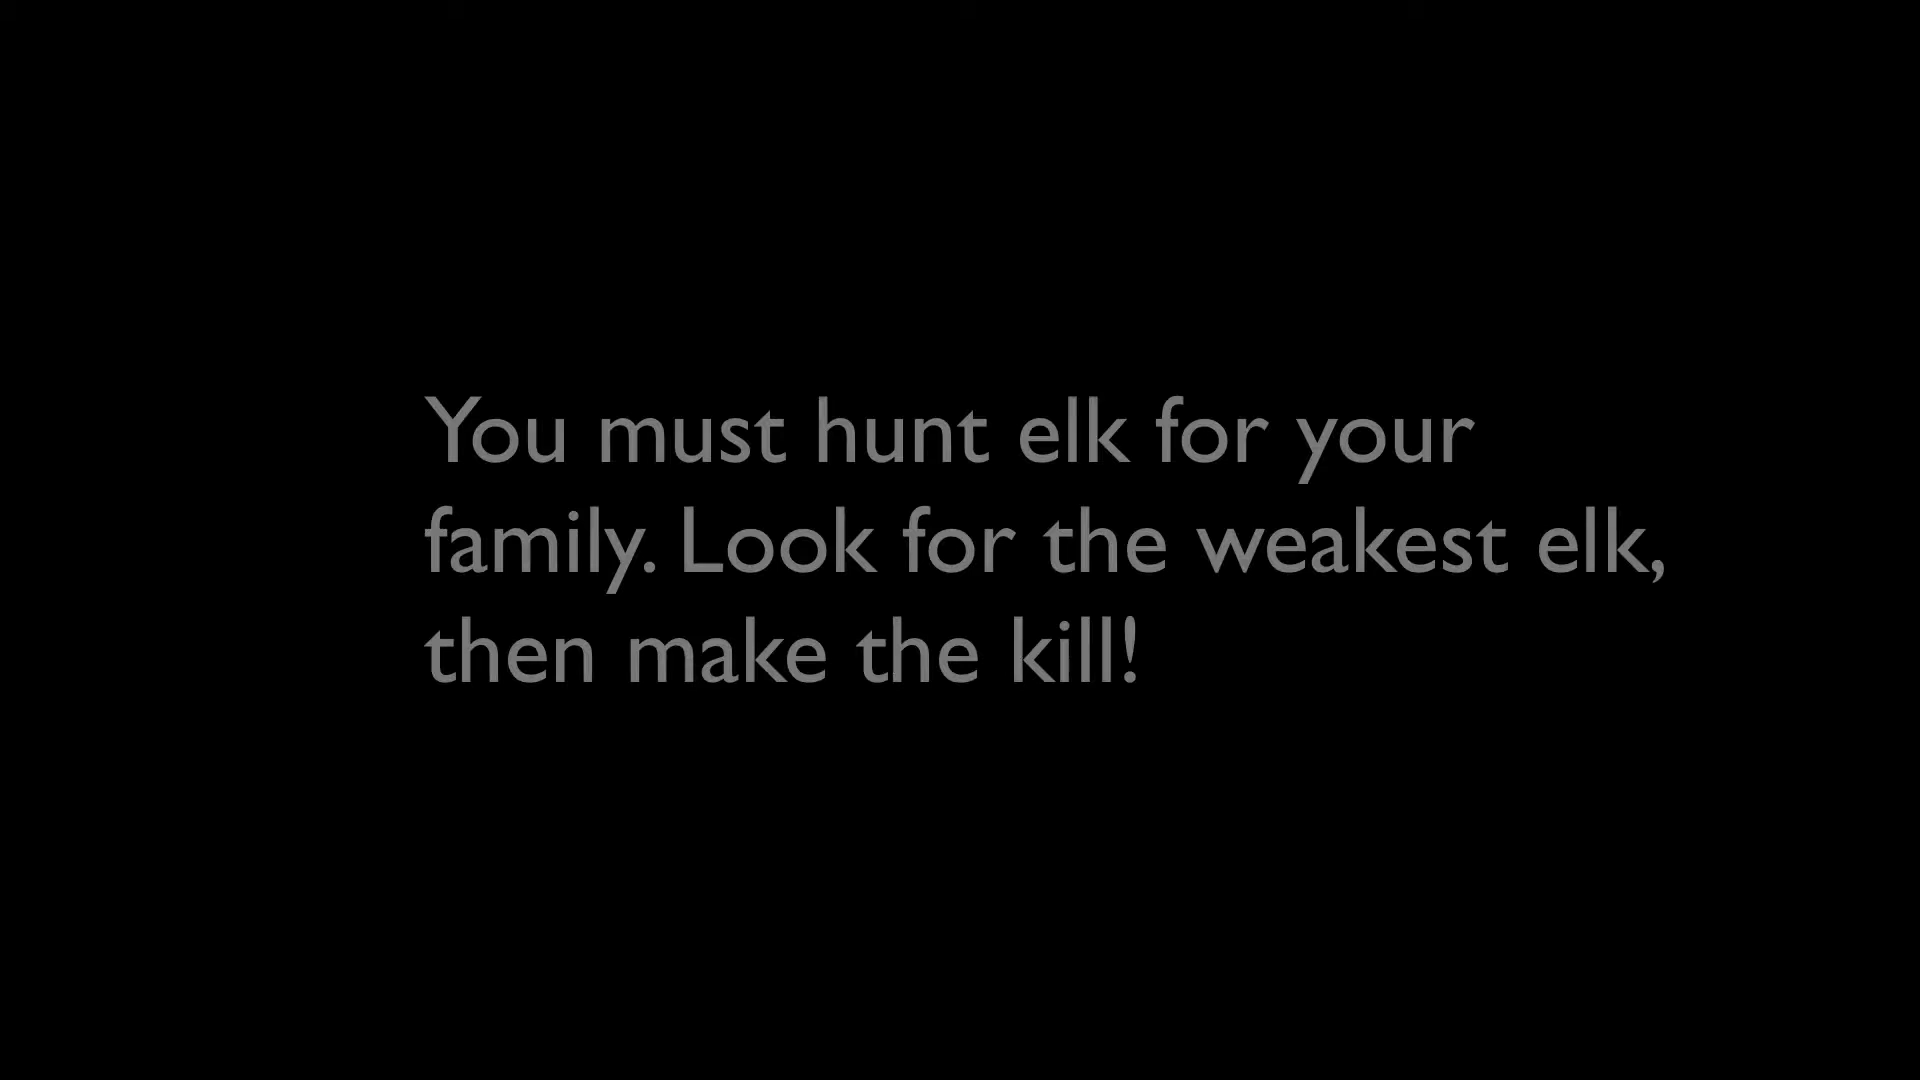 You must hunt elk for your
family. Look for the weakest elk,
then make the kill!